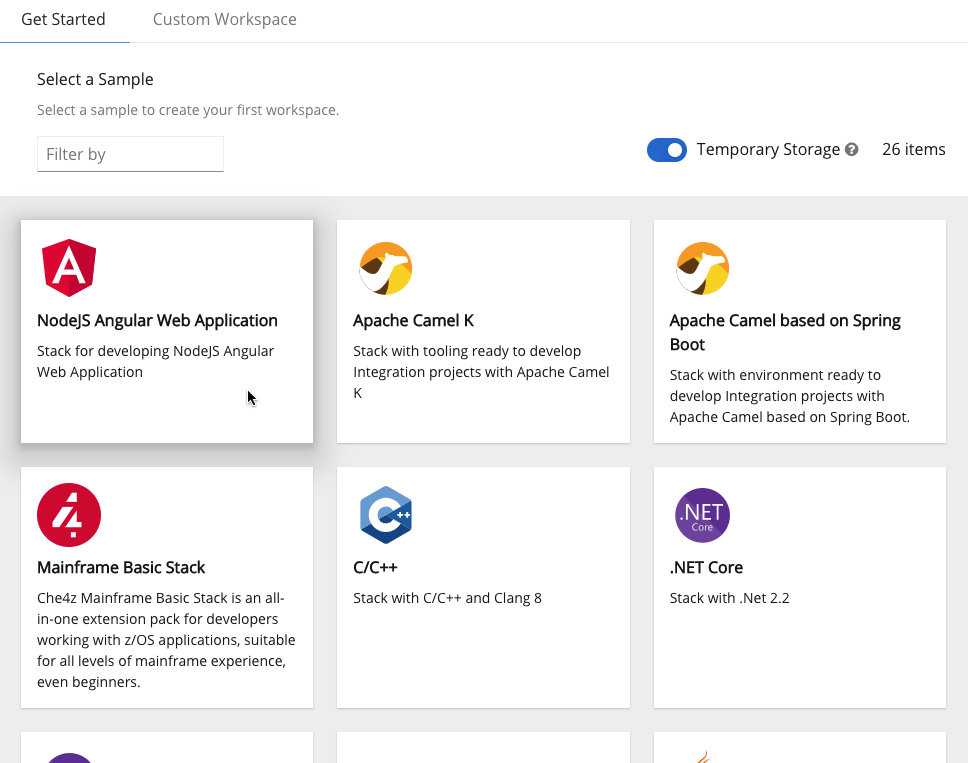 Get Started
Custom Workspace
Select a Sample
Select a sample to create your first workspace.
Filter by
Temporary Storage
26 items
A
NodeJS Angular Web Application
Stack for developing NodeJS Angular
Web Application
Apache Camel K
Stack with tooling ready to develop
Integration projects with Apache Camel
K
Apache Camel based on Spring
Boot
Stack with environment ready to
develop Integration projects with
Apache Camel based on Spring Boot.
4
Mainframe Basic Stack
Che4z Mainframe Basic Stack is an all-
in-one extension pack for developers
working with z/OS applications, suitable
for all levels of mainframe experience,
even beginners.
C++
C/C++
Stack with C/C++ and Clang 8
.NET
Core
.NET Core
Stack with .Net 2.2